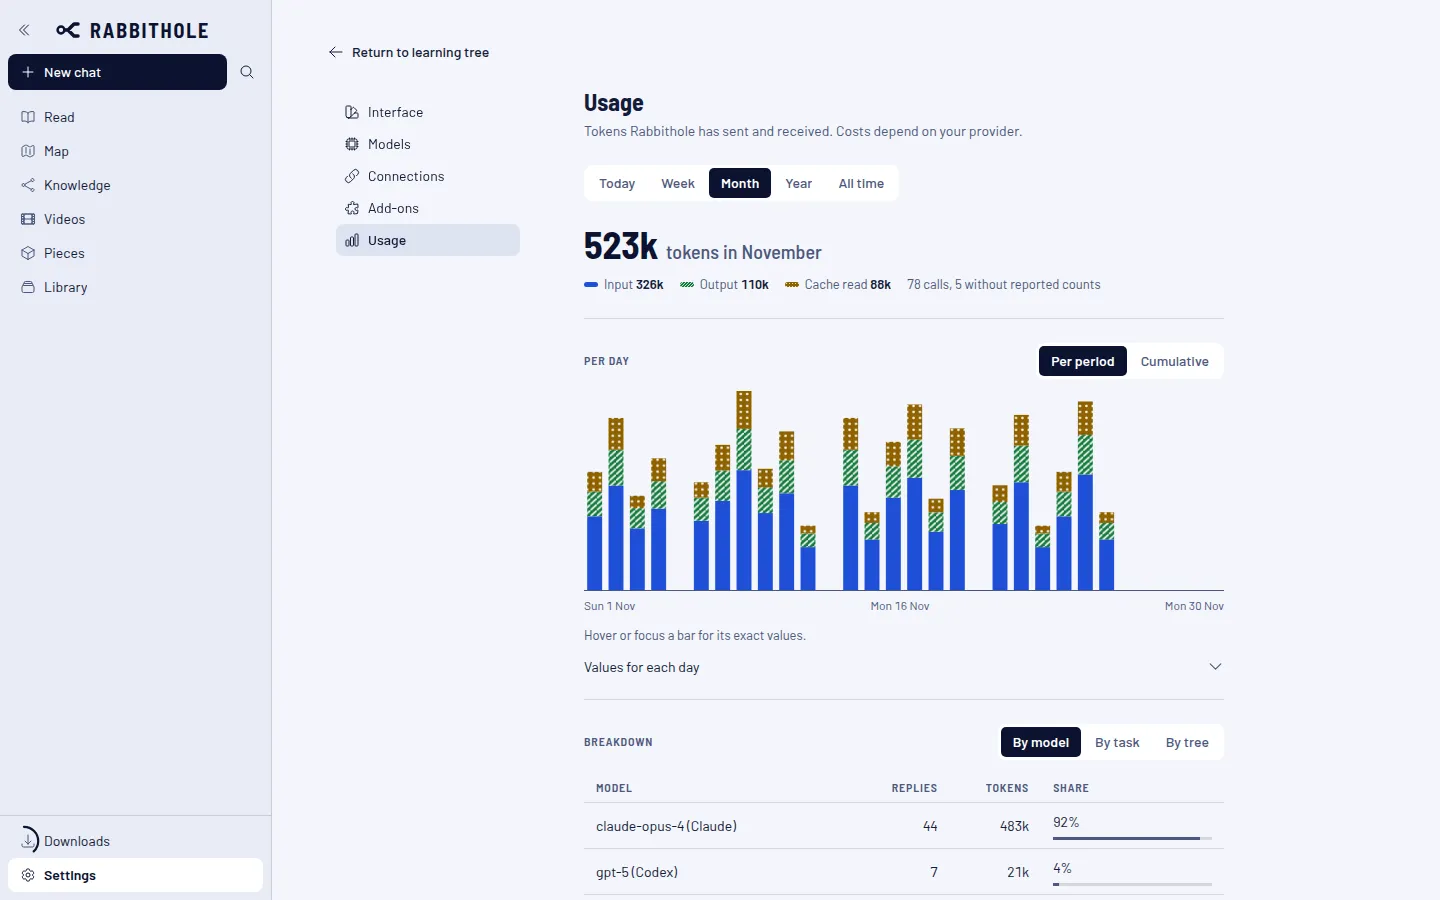 RABBITHOLE
New chat
Read
Map
Knowledge
Videos
Pieces
Library
Downloads
Settings
Return to learning tree
Interface
Models
Connections
Add-ons
Usage
Usage
Tokens Rabbithole has sent and received. Costs depend on your provider.
Today Week Month Year All time
523k tokens in November
Input 326k Output 110k Cache read 88k 78 calls, 5 without reported counts
PER DAY
Per period Cumulative
Sun 1 Nov Mon 16 Nov Mon 30 Nov
Hover or focus a bar for its exact values.
Values for each day
BREAKDOWN
By model By task By tree
MODEL REPLIES TOKENS SHARE
claude-opus-4 (Claude) 44 483k 92%
gpt-5 (Codex) 7 21k 4%